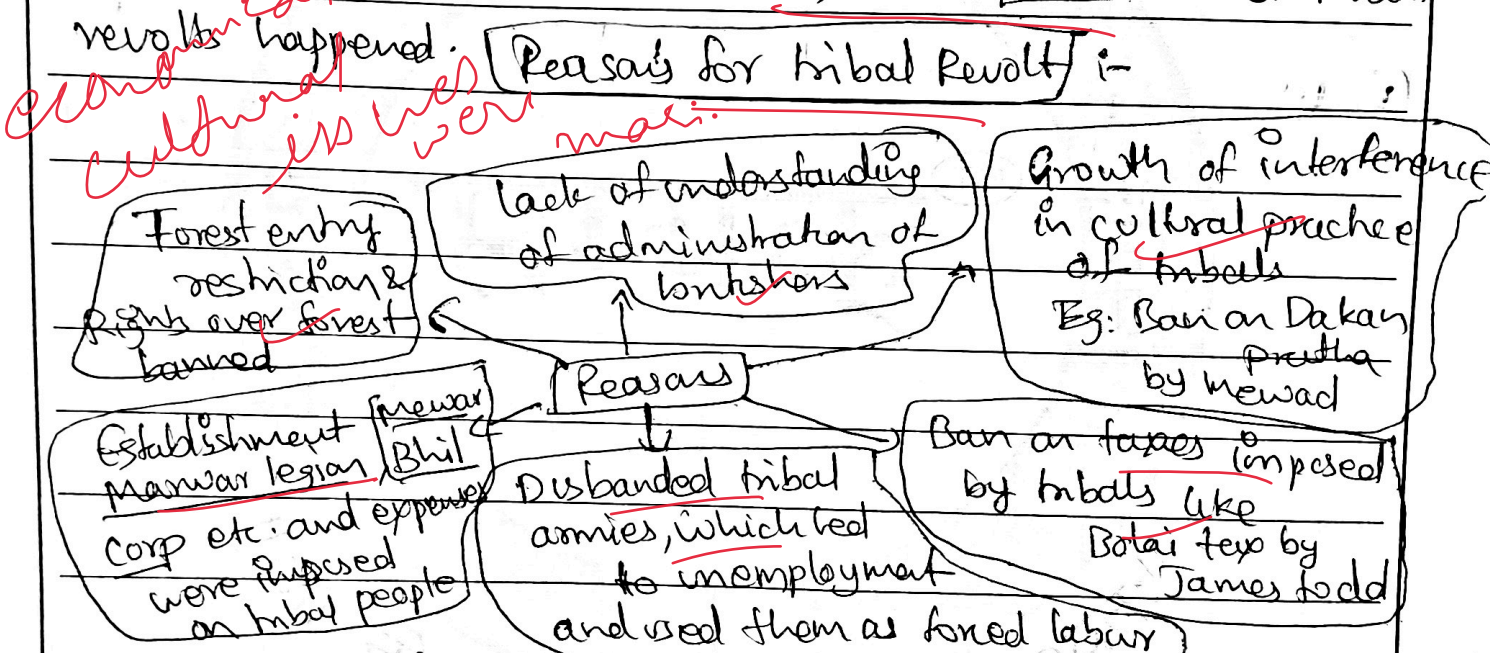 revolts happened. Reasons for tribal Revolt :-
economic
cultural
issues
were
Lack of understanding
of administration of
britishers
Growth of interference
in cultural practice
of tribals
Eg: Ban on Dakan
pratha
by Mewad
Forest entry
restriction &
Rights over forest
banned
Reasons
Establishment Mewar
Marwar legion, Bhil
corp etc. and expenses
were imposed
on tribal people
Disbanded tribal
armies, which led
to unemployment
and used them as forced labur
Ban on taxes imposed
by tribals like
Bolai tax by
James todd